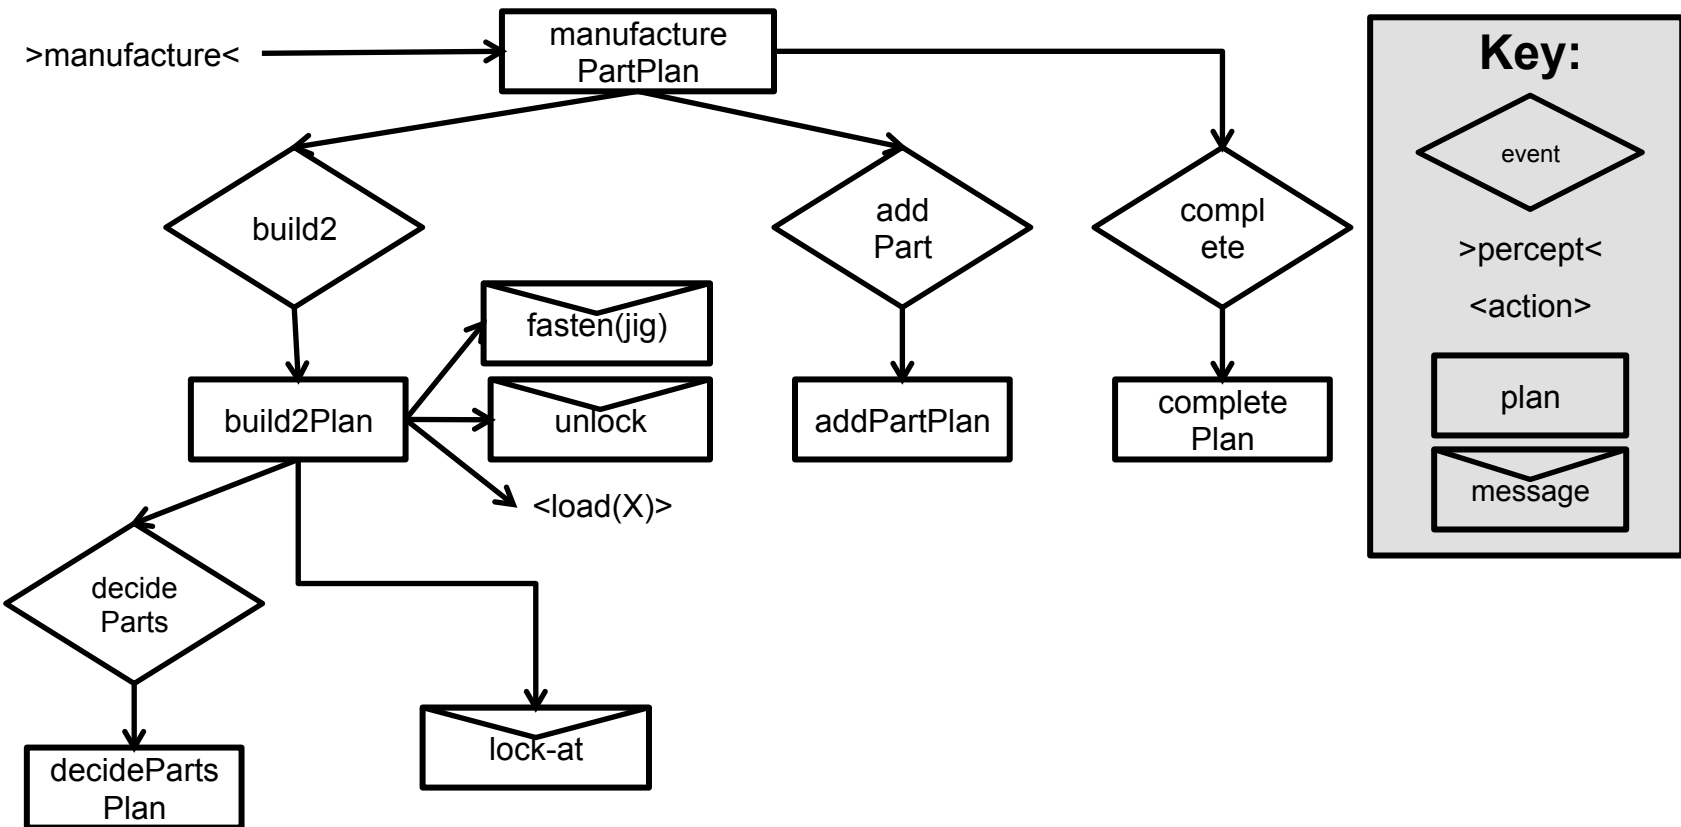 >manufacture<
manufacture
PartPlan
Key:
event
>percept<
<action>
plan
message
build2
add
Part
compl
ete
fasten(jig)
unlock
<load(X)>
build2Plan
addPartPlan
complete
Plan
decide
Parts
lock-at
decideParts
Plan